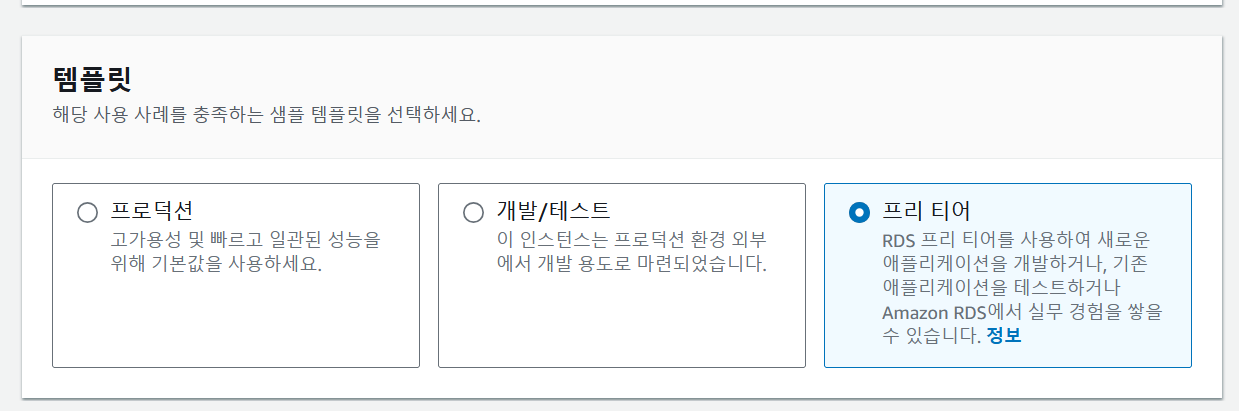 템플릿
해당 사용 사례를 충족하는 샘플 템플릿을 선택하세요.
프로덕션
고가용성 및 빠르고 일관된 성능을
위해 기본값을 사용하세요.
개발/테스트
이 인스턴스는 프로덕션 환경 외부
에서 개발 용도로 마련되었습니다.
프리 티어
RDS 프리 티어를 사용하여 새로운
애플리케이션을 개발하거나, 기존
애플리케이션을 테스트하거나
Amazon RDS에서 실무 경험을 쌓을
수 있습니다. 정보